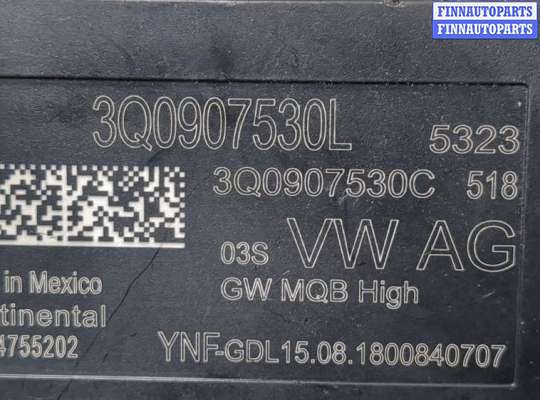 FINNAUTOPARTS
FINNAUTOPARTS
3Q0907530L 5323
3Q0907530C 518
03S VW AG
in Mexico GW MQB High
tinental
4755202 YNF-GDL15.08.1800840707